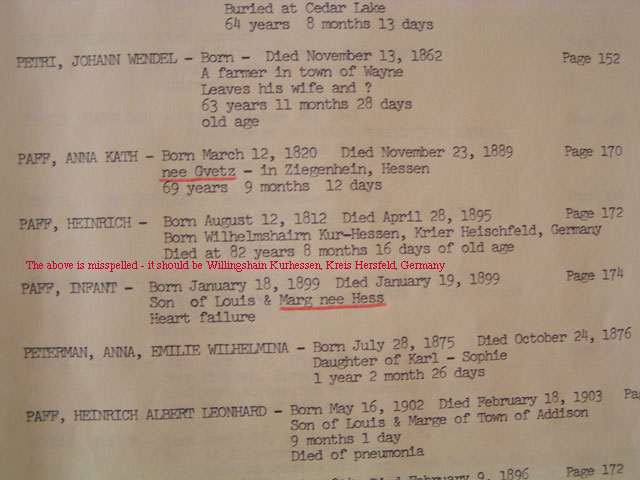 Buried at Cedar Lake
64 years 8 months 13 days
PETRI, JOHANN WENDEL - Born - Died November 13, 1862 Page 152
A farmer in town of Wayne
Leaves his wife and ?
63 years 11 months 28 days
old age
PAFF, ANNA KATH - Born March 12, 1820 Died November 23, 1889 Page 170
nee Gvetz - in Ziegenhein, Hessen
69 years 9 months 12 days
PAFF, HEINRICH - Born August 12, 1812 Died April 28, 1895 Page 172
Born Wilhelmshairn Kur-Hessen, Krier Heischfeld, Germany
Died at 82 years 8 months 16 days of old age
The above is misspelled - it should be Willingshain Kurhessen, Kreis Hersfeld, Germany
PAFF, INFANT - Born January 18, 1899 Died January 19, 1899 Page 174
Son of Louis & Marg nee Hess
Heart failure
PETERMAN, ANNA, EMILIE WILHELMINA - Born July 28, 1875 Died October 24, 1876
Daughter of Karl - Sophie
1 year 2 month 26 days
PAFF, HEINRICH ALBERT LEONHARD - Born May 16, 1902 Died February 18, 1903 Pa
Son of Louis & Marge of Town of Addison
9 months 1 day
Died of pneumonia
Died February 9, 1896 Page 172